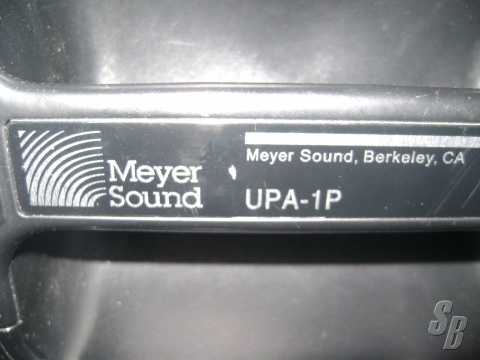 Meyer
Sound
Meyer Sound, Berkeley, CA
UPA-1P
SB